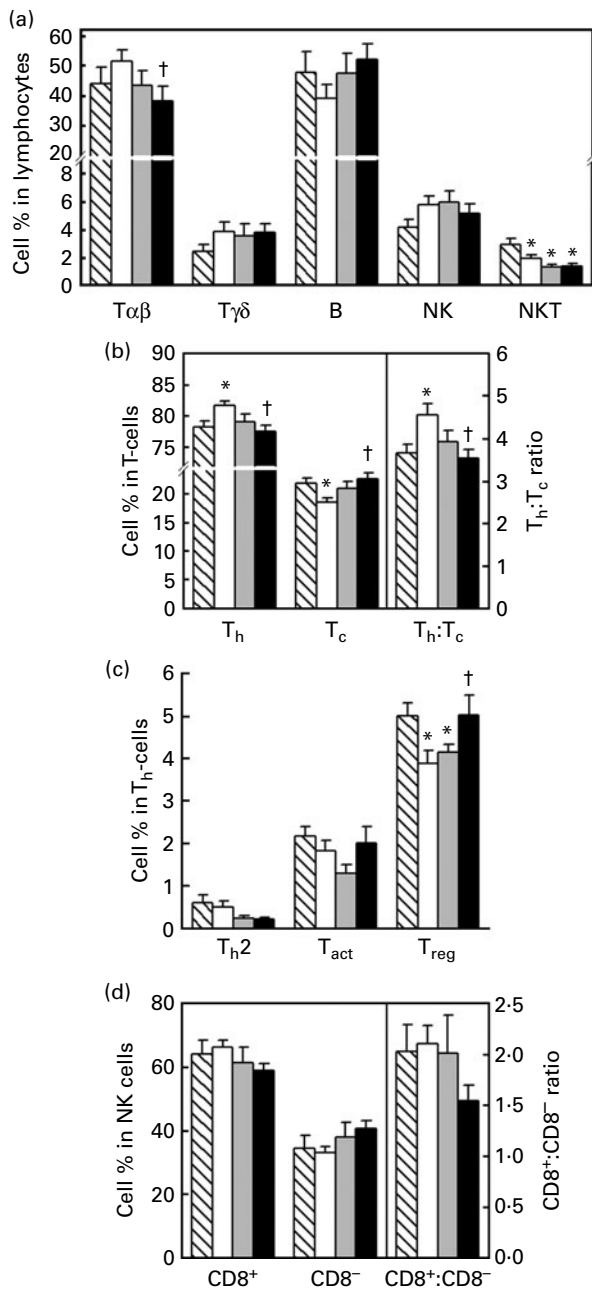 (a)
Cell % in lymphocytes
60
50
40
30
20
8
6
4
2
0
†
* * *
Tαβ Tγδ B NK NKT
(b)
Cell % in T-cells
90
85
80
75
20
15
10
5
0
* † * † * †
6
5
4
3
2
1
0
Th:Tc ratio
Th Tc Th:Tc
(c)
Cell % in Th-cells
6
5
4
3
2
1
0
* * †
Th2 Tact Treg
(d)
Cell % in NK cells
80
60
40
20
0
2·5
2·0
1·5
1·0
0·5
0·0
CD8+:CD8− ratio
CD8+ CD8− CD8+:CD8−